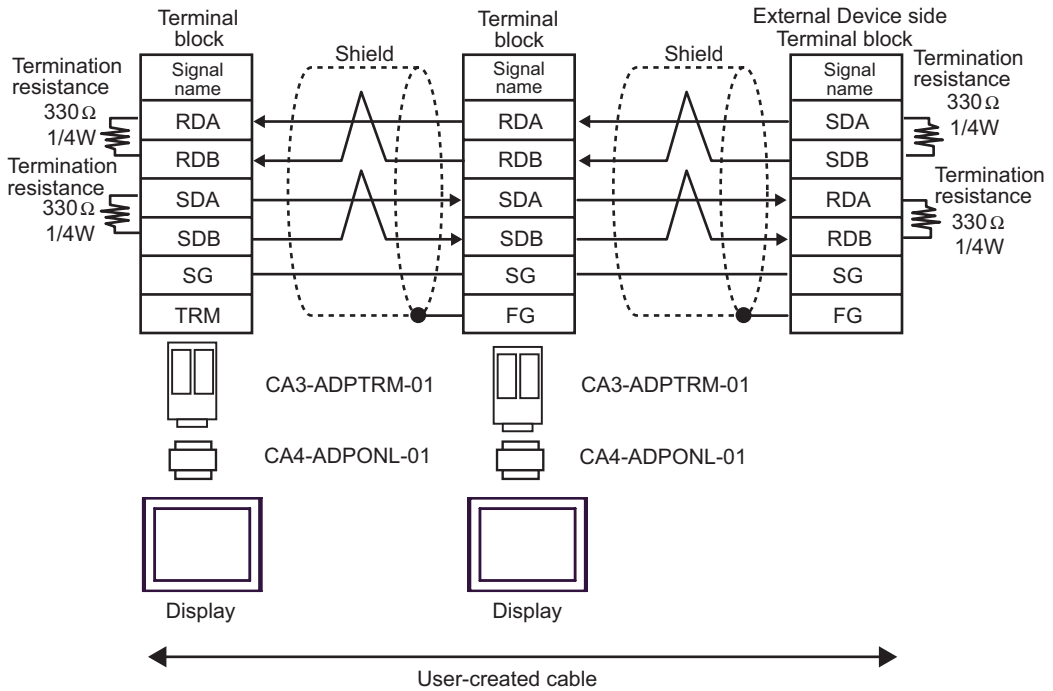 Terminal
block
Terminal
block
External Device side
Terminal block
Shield
Shield
Termination
resistance
330Ω
1/4W
Termination
resistance
330Ω
1/4W
Signal
name
RDA
RDB
SDA
SDB
SG
TRM
Signal
name
RDA
RDB
SDA
SDB
SG
FG
Signal
name
SDA
SDB
RDA
RDB
SG
FG
Termination
resistance
330Ω
1/4W
Termination
resistance
330Ω
1/4W
CA3-ADPTRM-01
CA3-ADPTRM-01
CA4-ADPONL-01
CA4-ADPONL-01
Display
Display
User-created cable